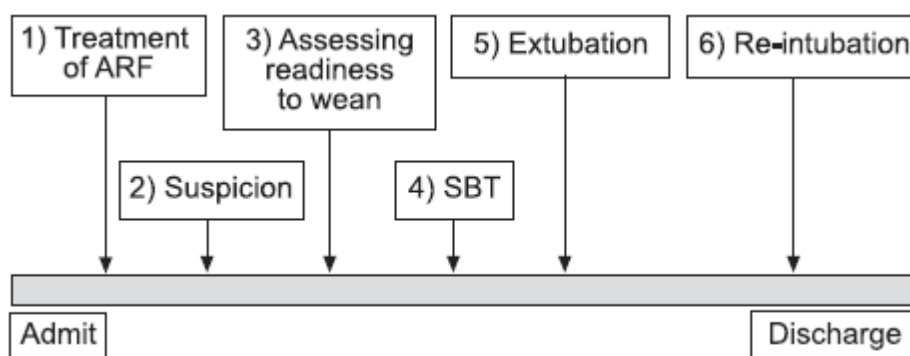 1) Treatment
of ARF
2) Suspicion
3) Assessing
readiness
to wean
4) SBT
5) Extubation
6) Re-intubation
Admit
Discharge